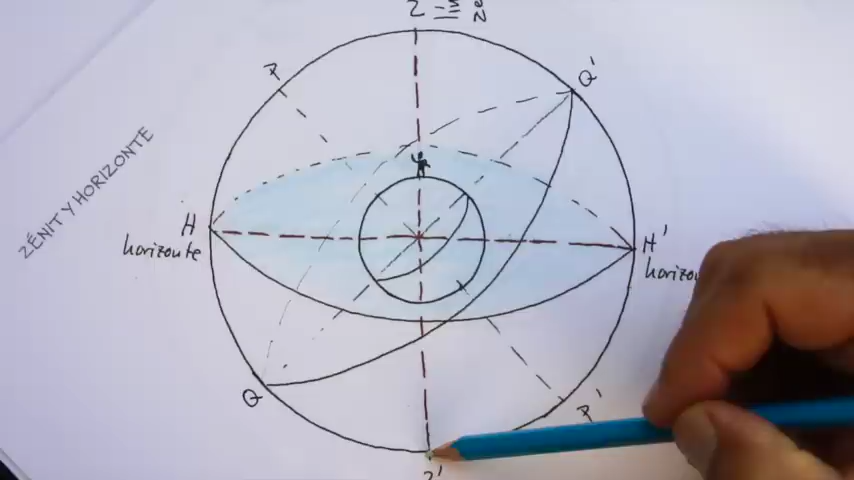 Z =
Q'
P
ZÉNIT Y HORIZONTE
H
horizonte
H'
Q
P'
Z'